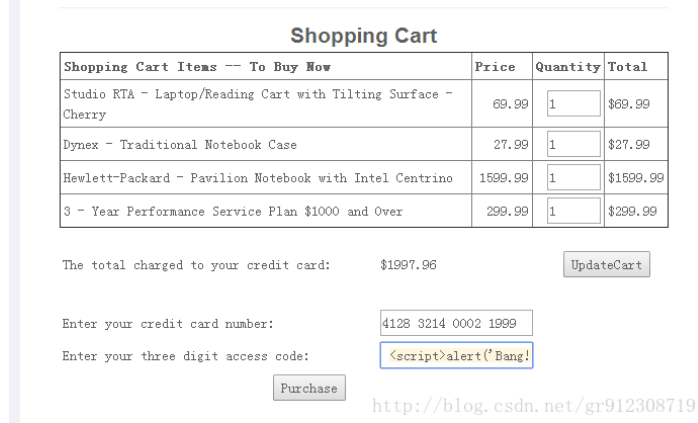 Shopping Cart
Shopping Cart Items -- To Buy Now Price Quantity Total
Studio RTA - Laptop/Reading Cart with Tilting Surface -
Cherry 69.99 1 $69.99
Dynex - Traditional Notebook Case 27.99 1 $27.99
Hewlett-Packard - Pavilion Notebook with Intel Centrino 1599.99 1 $1599.99
3 - Year Performance Service Plan $1000 and Over 299.99 1 $299.99
The total charged to your credit card: $1997.96 UpdateCart
Enter your credit card number: 4128 3214 0002 1999
Enter your three digit access code: <script>alert('Bang!
Purchase
http://blog.csdn.net/gr912308719